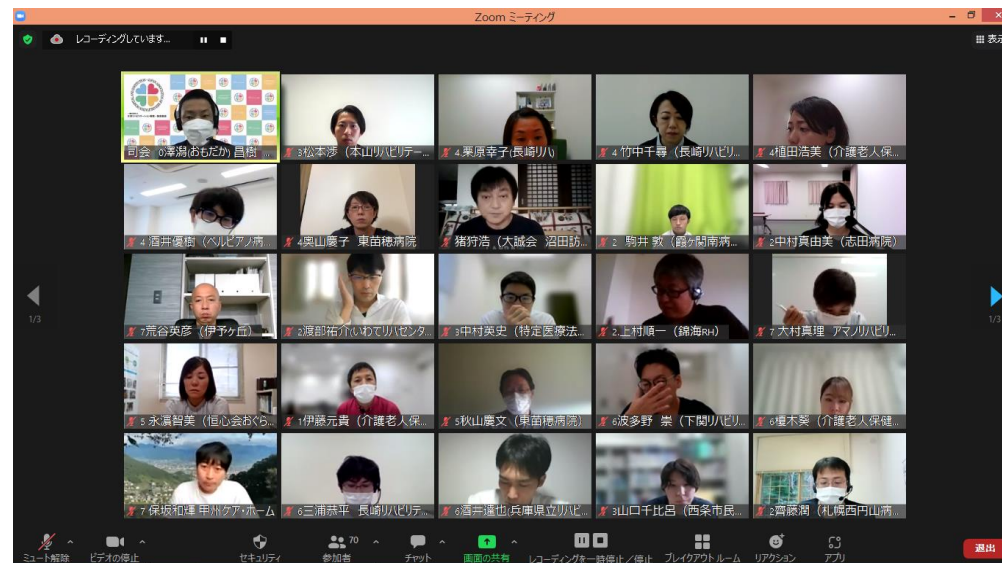 Zoom ミーティング
レコーディングしています...
表示
司会 0澤潟(おもだか) 昌樹
3松本渉 (本山リハビリテー...
4.栗原幸子(長崎リハ)
4 竹中千尋 (長崎リハビリ...
4植田浩美 (介護老人保...
4 酒井優樹 (ベルピアノ病...
4奥山慶子 東苗穂病院
猪狩浩 (大誠会 沼田訪...
2 駒井 敦 (霞ヶ関南病...
2中村真由美 (志田病院)
1/3
1/3
7荒谷英彦 (伊予ヶ丘)
2渡部祐介(いわてリハセンタ...
3中村英史 (特定医療法...
2.上村順一 (錦海RH)
7 大村真理 アマノリハビリ...
5 永濱智美 (恒心会おぐら...
1伊藤元貴 (介護老人保...
5秋山慶文 (東苗穂病院)
6波多野 崇 (下関リハビリ...
6榎木葵 (介護老人保健...
7 保坂和輝 甲州ケア・ホーム
6三浦恭平 長崎リハビリテ...
6酒井達也(兵庫県立リハビ...
3山口千比呂 (西条市民...
2齊藤潤 (札幌西円山病...
70
ミュート解除 ビデオの停止 セキュリティ 参加者 チャット 画面の共有 レコーディングを一時停止/停止 ブレイクアウト ルーム リアクション アプリ 退出